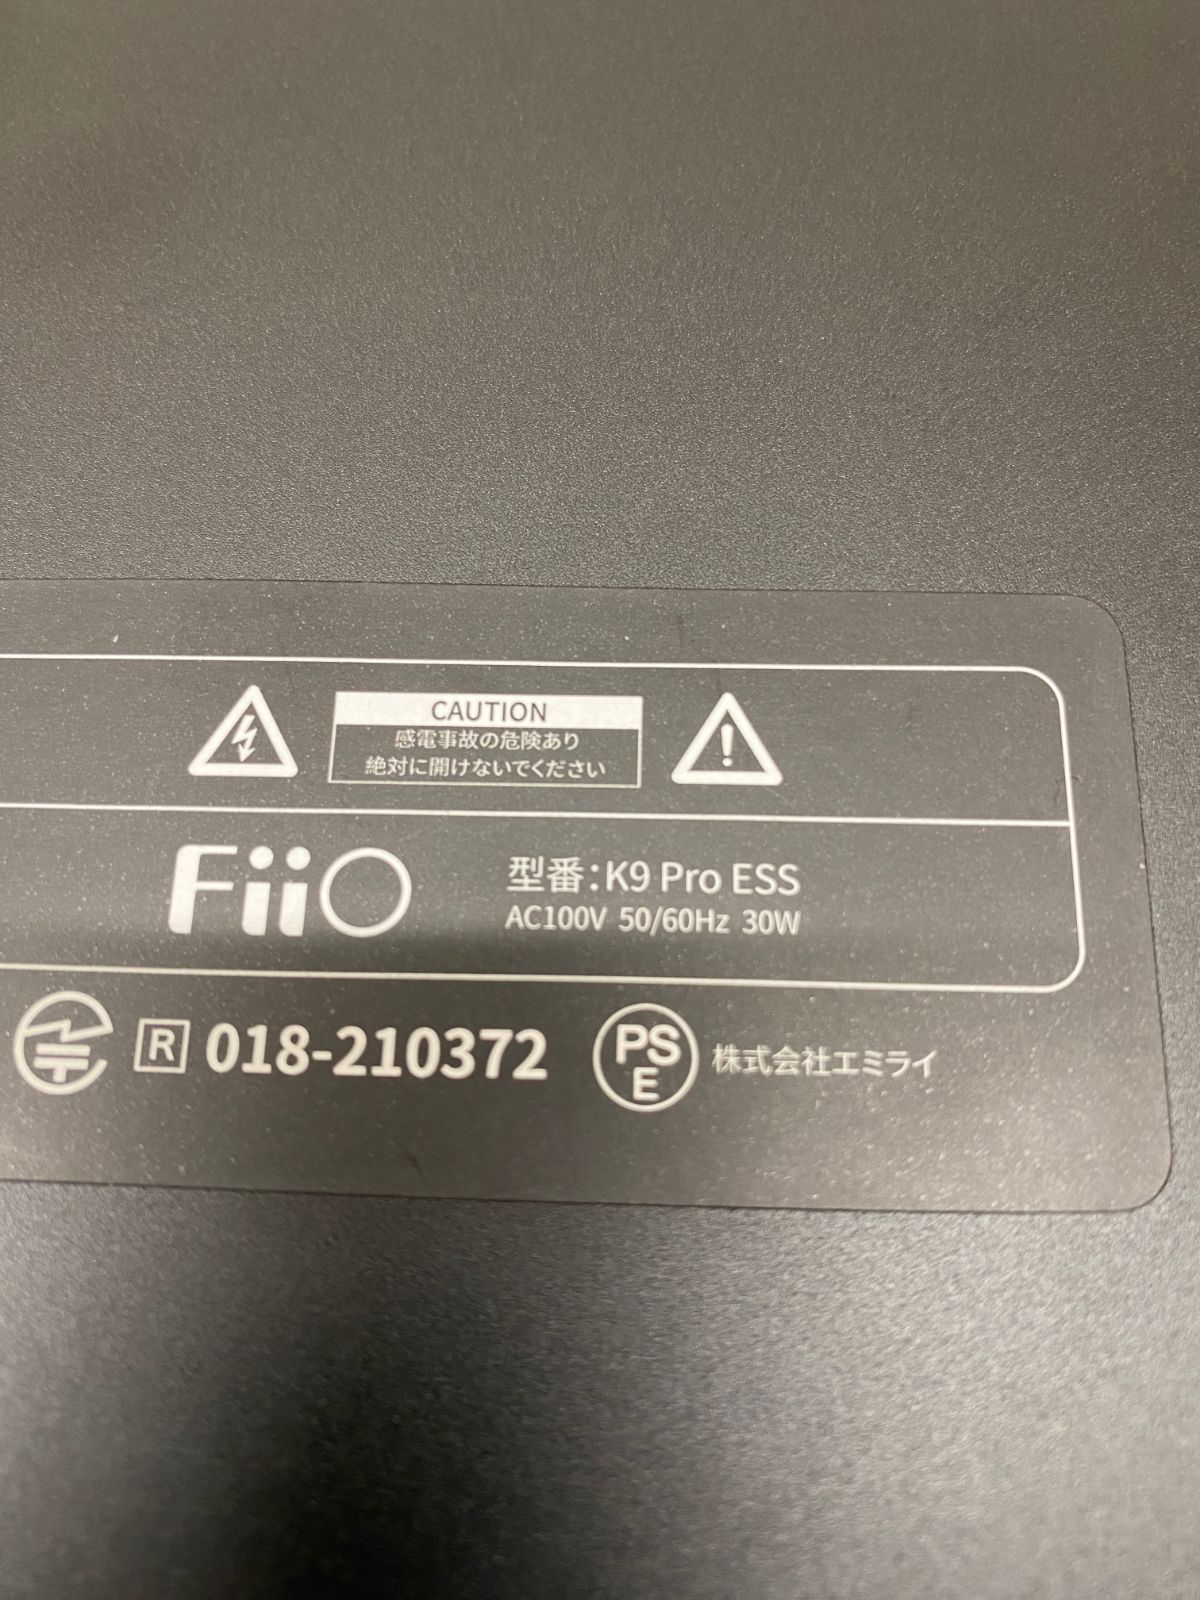 CAUTION
感電事故の危険あり
絶対に開けないでください
FiiO
型番:K9 Pro ESS
AC100V 50/60Hz 30W
R 018-210372
PSE 株式会社エミライ